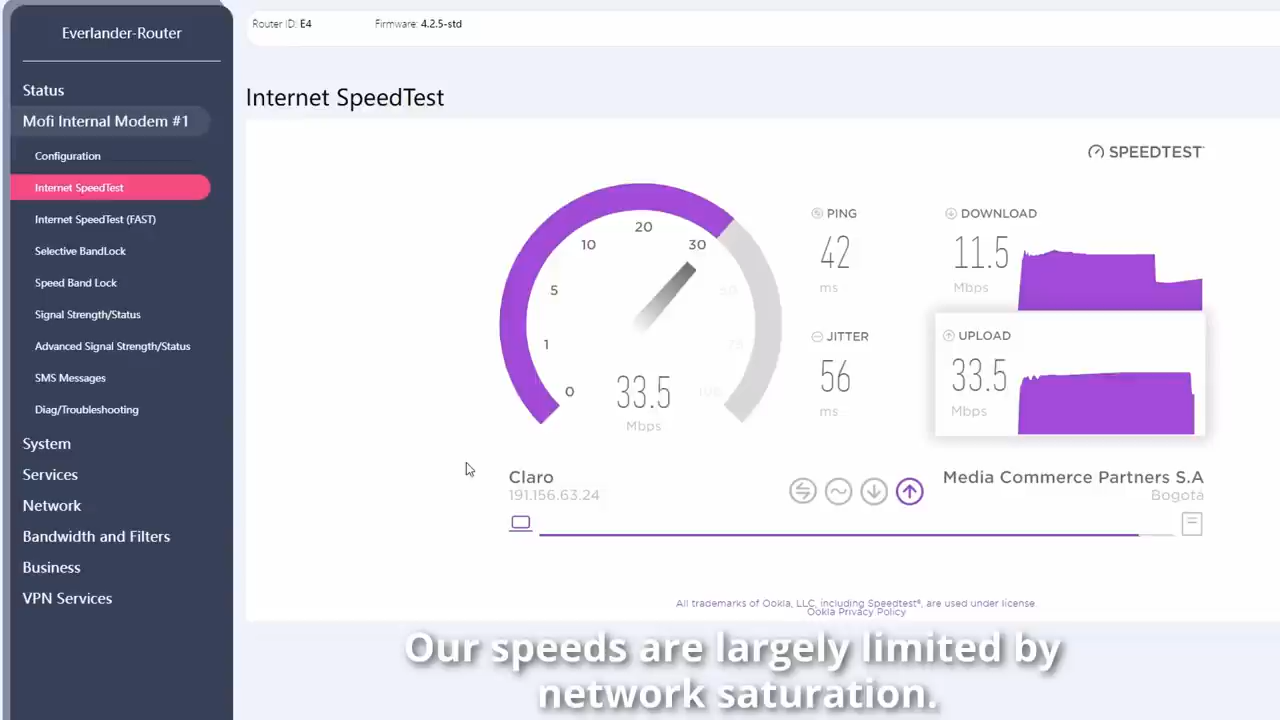 Everlander-Router
Router ID: E4
Firmware: 4.2.5-std
Status
Mofi Internal Modem #1
Configuration
Internet SpeedTest
Internet SpeedTest (FAST)
Selective BandLock
Speed Band Lock
Signal Strength/Status
Advanced Signal Strength/Status
SMS Messages
Diag/Troubleshooting
System
Services
Network
Bandwidth and Filters
Business
VPN Services
Internet SpeedTest
SPEEDTEST
0
1
5
10
20
30
50
75
100
33.5
Mbps
PING
42
ms
DOWNLOAD
11.5
Mbps
JITTER
56
ms
UPLOAD
33.5
Mbps
Claro
191.156.63.24
Media Commerce Partners S.A
Bogota
All trademarks of Ookla, LLC, including Speedtest®, are used under license.
Ookla Privacy Policy
Our speeds are largely limited by
network saturation.